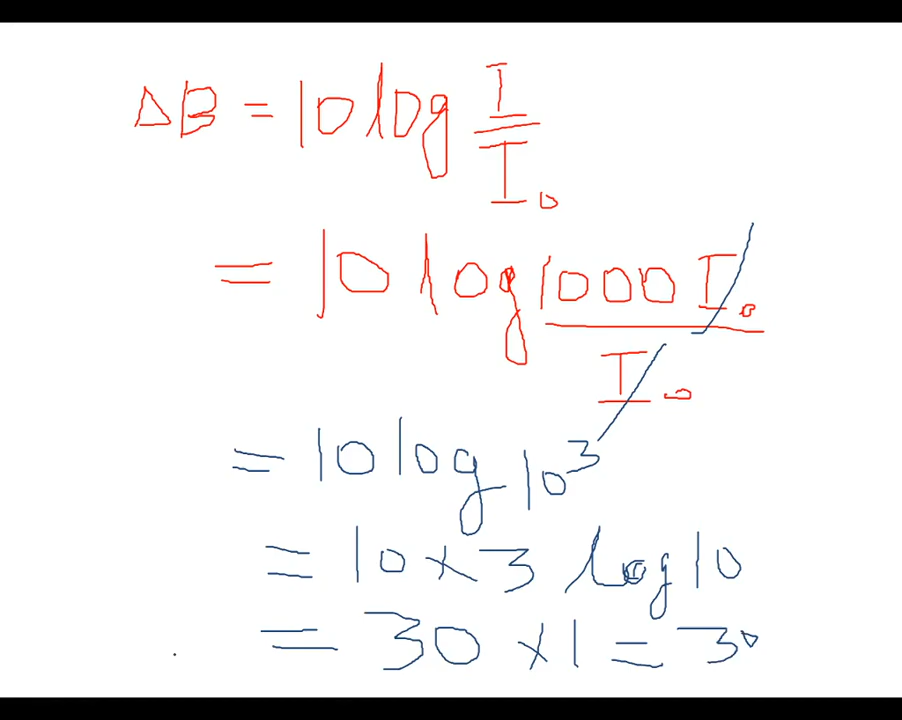 ΔB = 10 log I/I₀
= 10 log 1000 I₀/I₀
= 10 log 10³
= 10 × 3 log 10
= 30 × 1 = 30